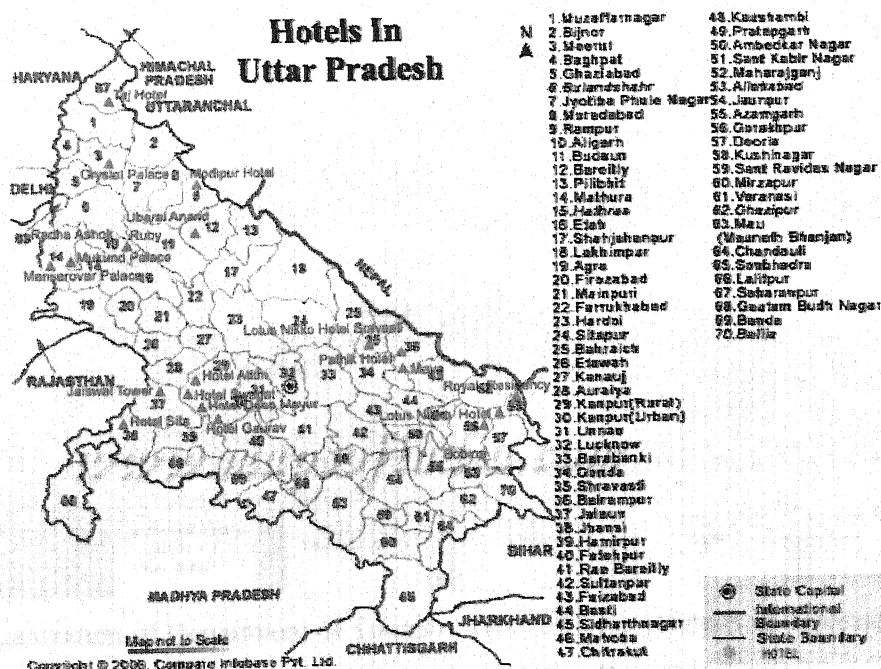 Hotels In
Uttar Pradesh
N
HARYANA
HIMACHAL
PRADESH
UTTARANCHAL
DELHI
NEPAL
RAJASTHAN
BIHAR
MADHYA PRADESH
CHHATTISGARH
JHARKHAND
Taj Hotel
Crystal Palace
Modipur Hotel
Uberai Anand
Radha Ashok
Ruby
Mukund Palace
Mansarovar Palace
Lotus Nikko Hotel Sravasti
Pathik Hotel
Maya
Royal Residency
Jaiswal Tower
Hotel Deep Mayur
Hotel Sita
Hotel Gaurav
Lotus Nikko Hotel
Bobina
1.Muzaffarnagar
2.Bijnor
3.Meerut
4.Baghpat
5.Ghaziabad
6.Bulandshahr
7.Jyotiba Phule Nagar
8.Moradabad
9.Rampur
10.Aligarh
11.Budaun
12.Bareilly
13.Pilibhit
14.Mathura
15.Hathras
16.Etah
17.Shahjahanpur
18.Lakhimpur
19.Agra
20.Firozabad
21.Mainpuri
22.Farrukhabad
23.Hardoi
24.Sitapur
25.Bahraich
26.Etawah
27.Kanauj
28.Auraiya
29.Kanpur(Rural)
30.Kanpur(Urban)
31.Unnao
32.Lucknow
33.Barabanki
34.Gonda
35.Shravasti
36.Balrampur
37.Jalaun
38.Jhansi
39.Hamirpur
40.Fatehpur
41.Rae Bareilly
42.Sultanpur
43.Faizabad
44.Basti
45.Sidharthnagar
46.Mahoba
47.Chitrakut
48.Kaushambi
49.Pratapgarh
50.Ambedkar Nagar
51.Sant Kabir Nagar
52.Maharajganj
53.Allahabad
54.Jaunpur
55.Azamgarh
56.Gorakhpur
57.Deoria
58.Kushinagar
59.Sant Ravidas Nagar
60.Mirzapur
61.Varanasi
62.Ghazipur
63.Mau
(Maunath Bhanjan)
64.Chandauli
65.Sonbhadra
66.Lalitpur
67.Saharanpur
68.Gautam Budh Nagar
69.Banda
70.Ballia
State Capital
International
Boundary
State Boundary
HOTEL
Map not to Scale
Copyright © 2006, Compare Infobase Pvt. Ltd.